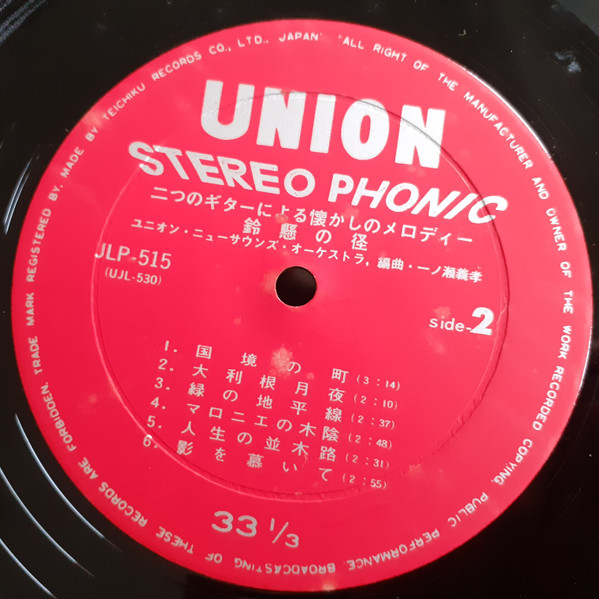 TRADE MARK REGISTERED BY. MADE BY TEICHIKU RECORDS CO., LTD., JAPAN" "ALL RIGHT OF THE MANUFACTURER AND OWNER OF THE WORK RECORDED COPYING, PUBLIC PERFORMANCE, BROADCASTING OF THESE RECORDS ARE FORBIDDEN,
UNION
STEREO PHONIC
二つのギターによる懐かしのメロディー
鈴懸の径
ユニオン・ニューサウンズ・オーケストラ, 編曲・一ノ瀬義孝
JLP-515
(UJL-530)
side-2
1. 国境の町 (3:14)
2. 大利根月夜 (2:10)
3. 緑の地平線 (2:37)
4. マロニエの木陰 (2:48)
5. 人生の並木路 (2:31)
6. 影を慕いて (2:55)
33 1/3